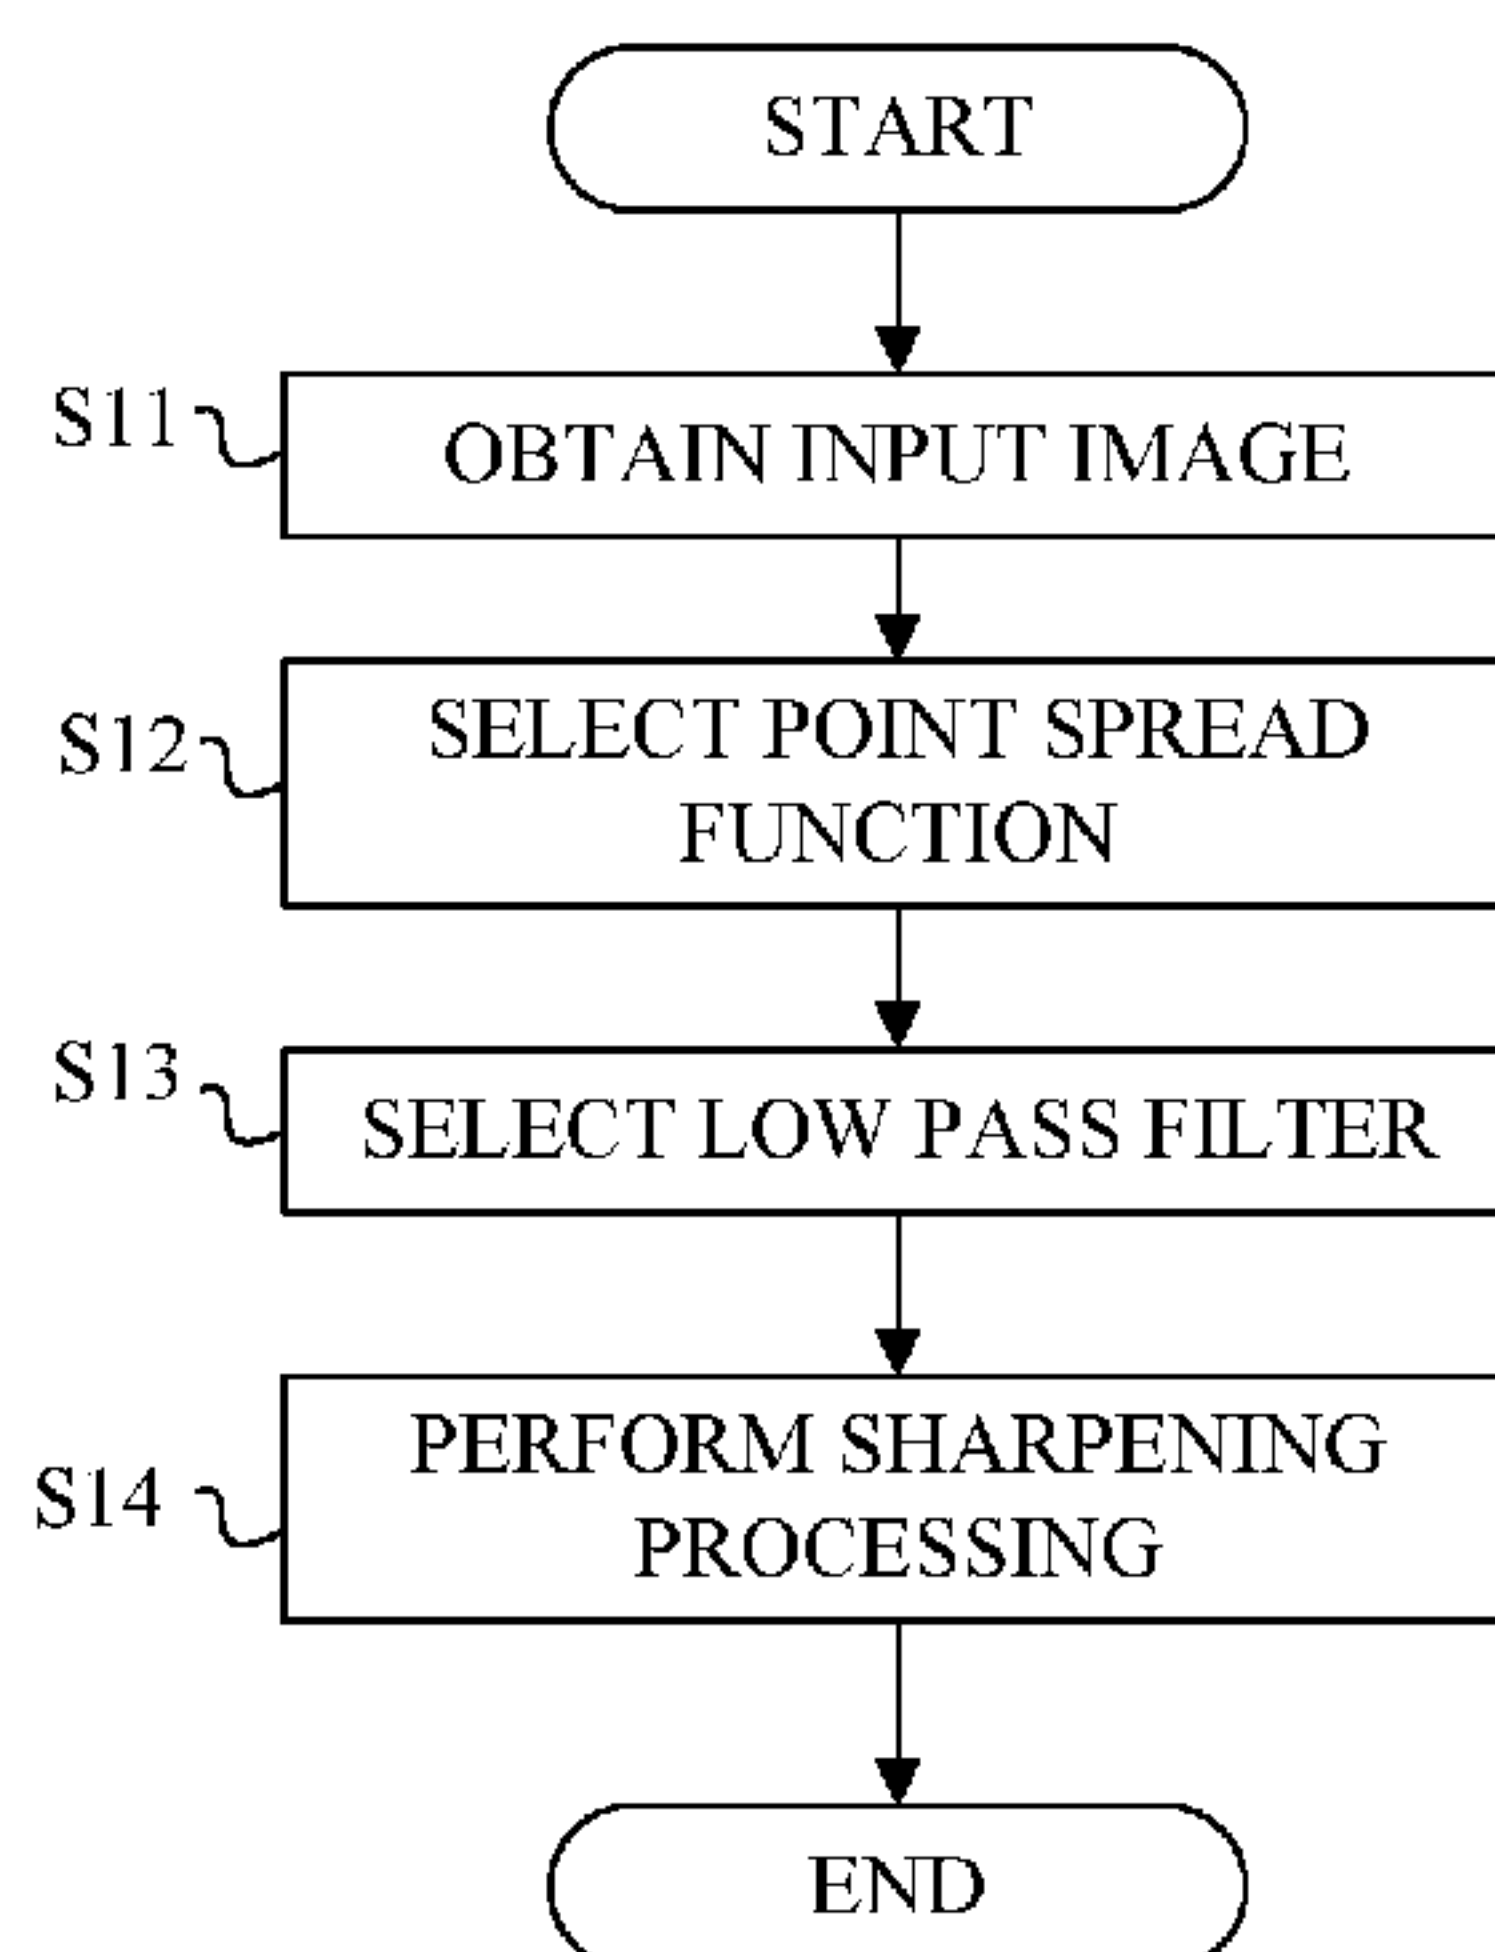 START
S11
OBTAIN INPUT IMAGE
S12
SELECT POINT SPREAD
FUNCTION
S13
SELECT LOW PASS FILTER
S14
PERFORM SHARPENING
PROCESSING
END